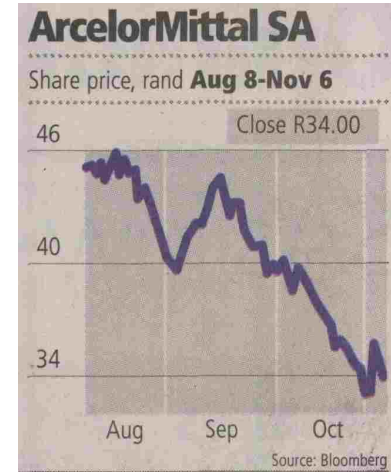 ArcelorMittal SA
Share price, rand Aug 8-Nov 6
Close R34.00
46
40
34
Aug Sep Oct
Source: Bloomberg